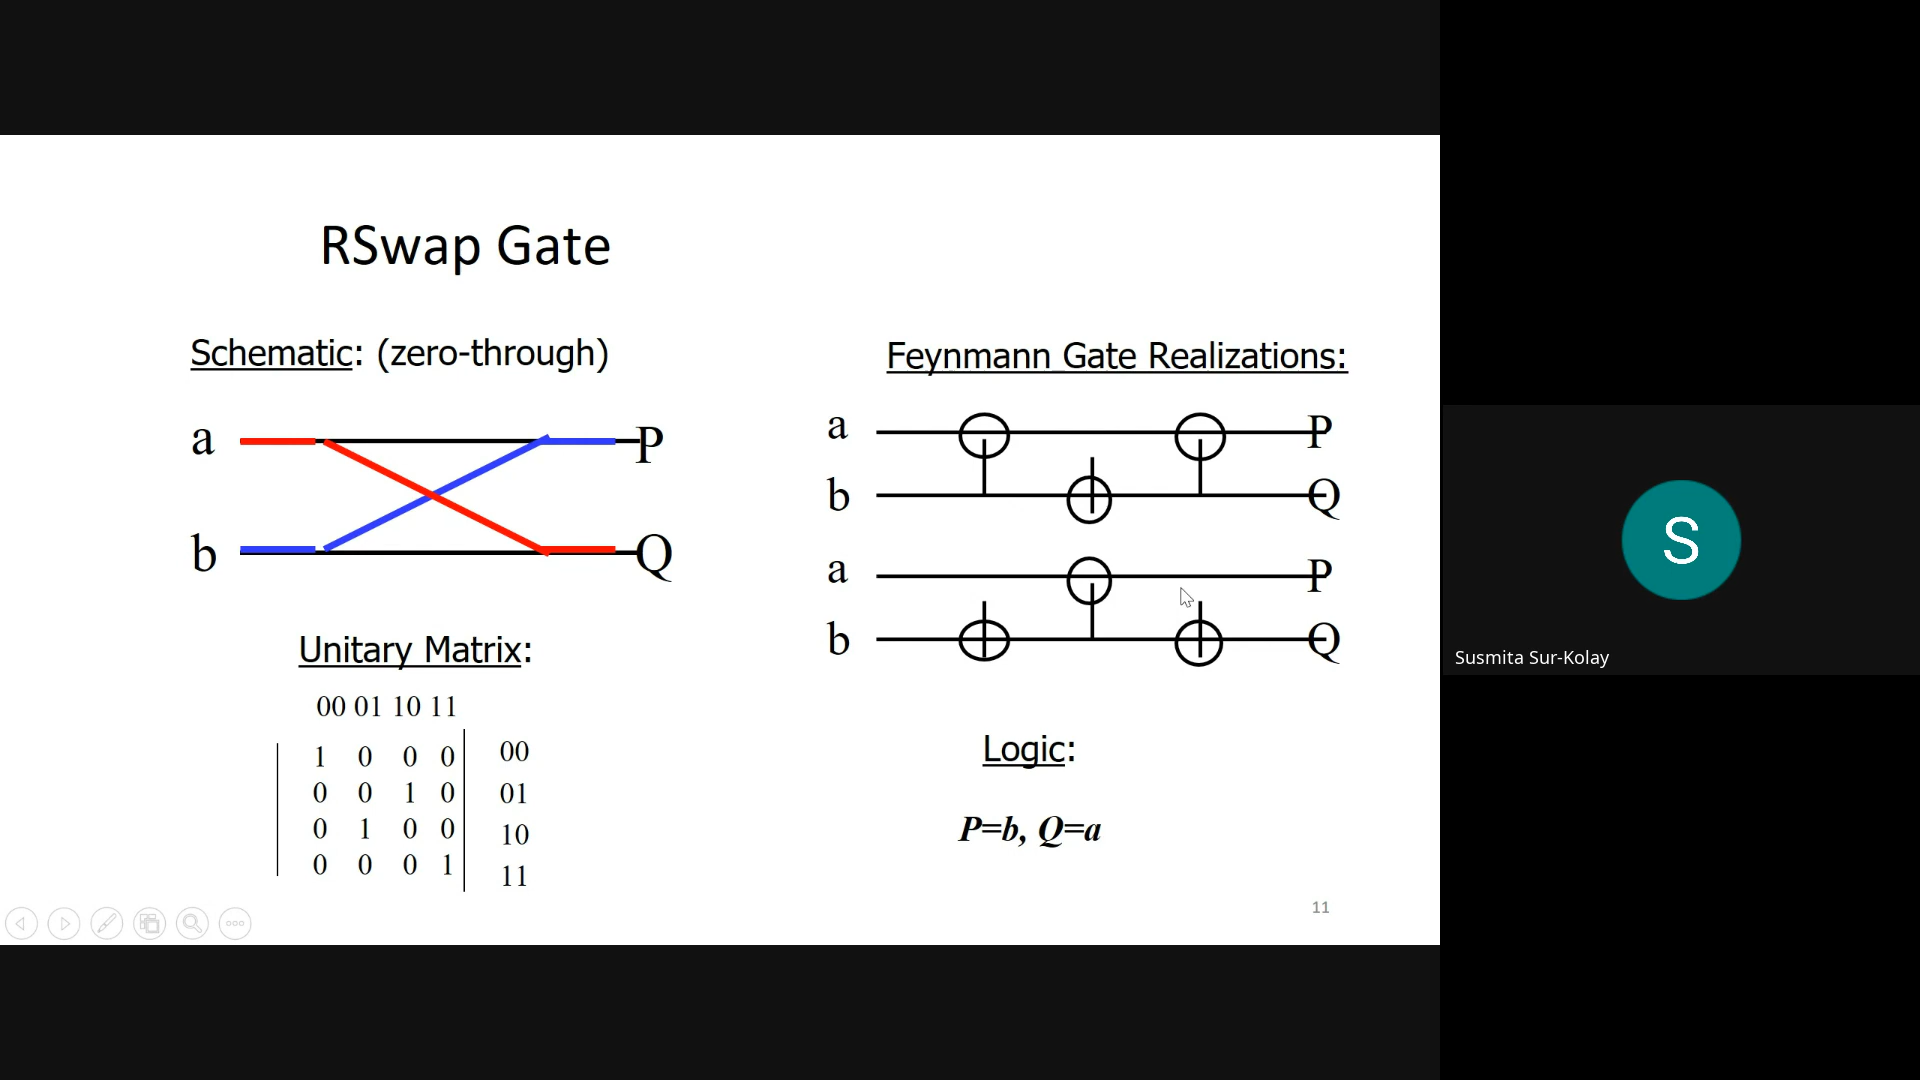 RSwap Gate
Schematic: (zero-through)
a
P
b
Q
Unitary Matrix:
00 01 10 11
1 0 0 0 00
0 0 1 0 01
0 1 0 0 10
0 0 0 1 11
Feynmann Gate Realizations:
a P
b Q
a P
b Q
Logic:
P=b, Q=a
11
S
Susmita Sur-Kolay